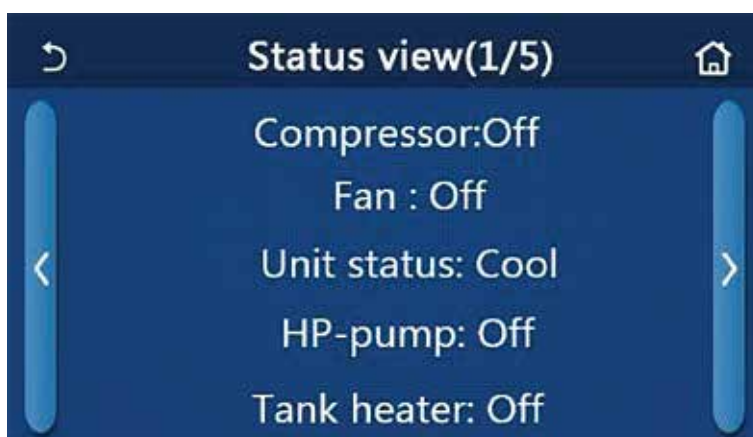 Status view(1/5)
Compressor:Off
Fan : Off
Unit status: Cool
HP-pump: Off
Tank heater: Off